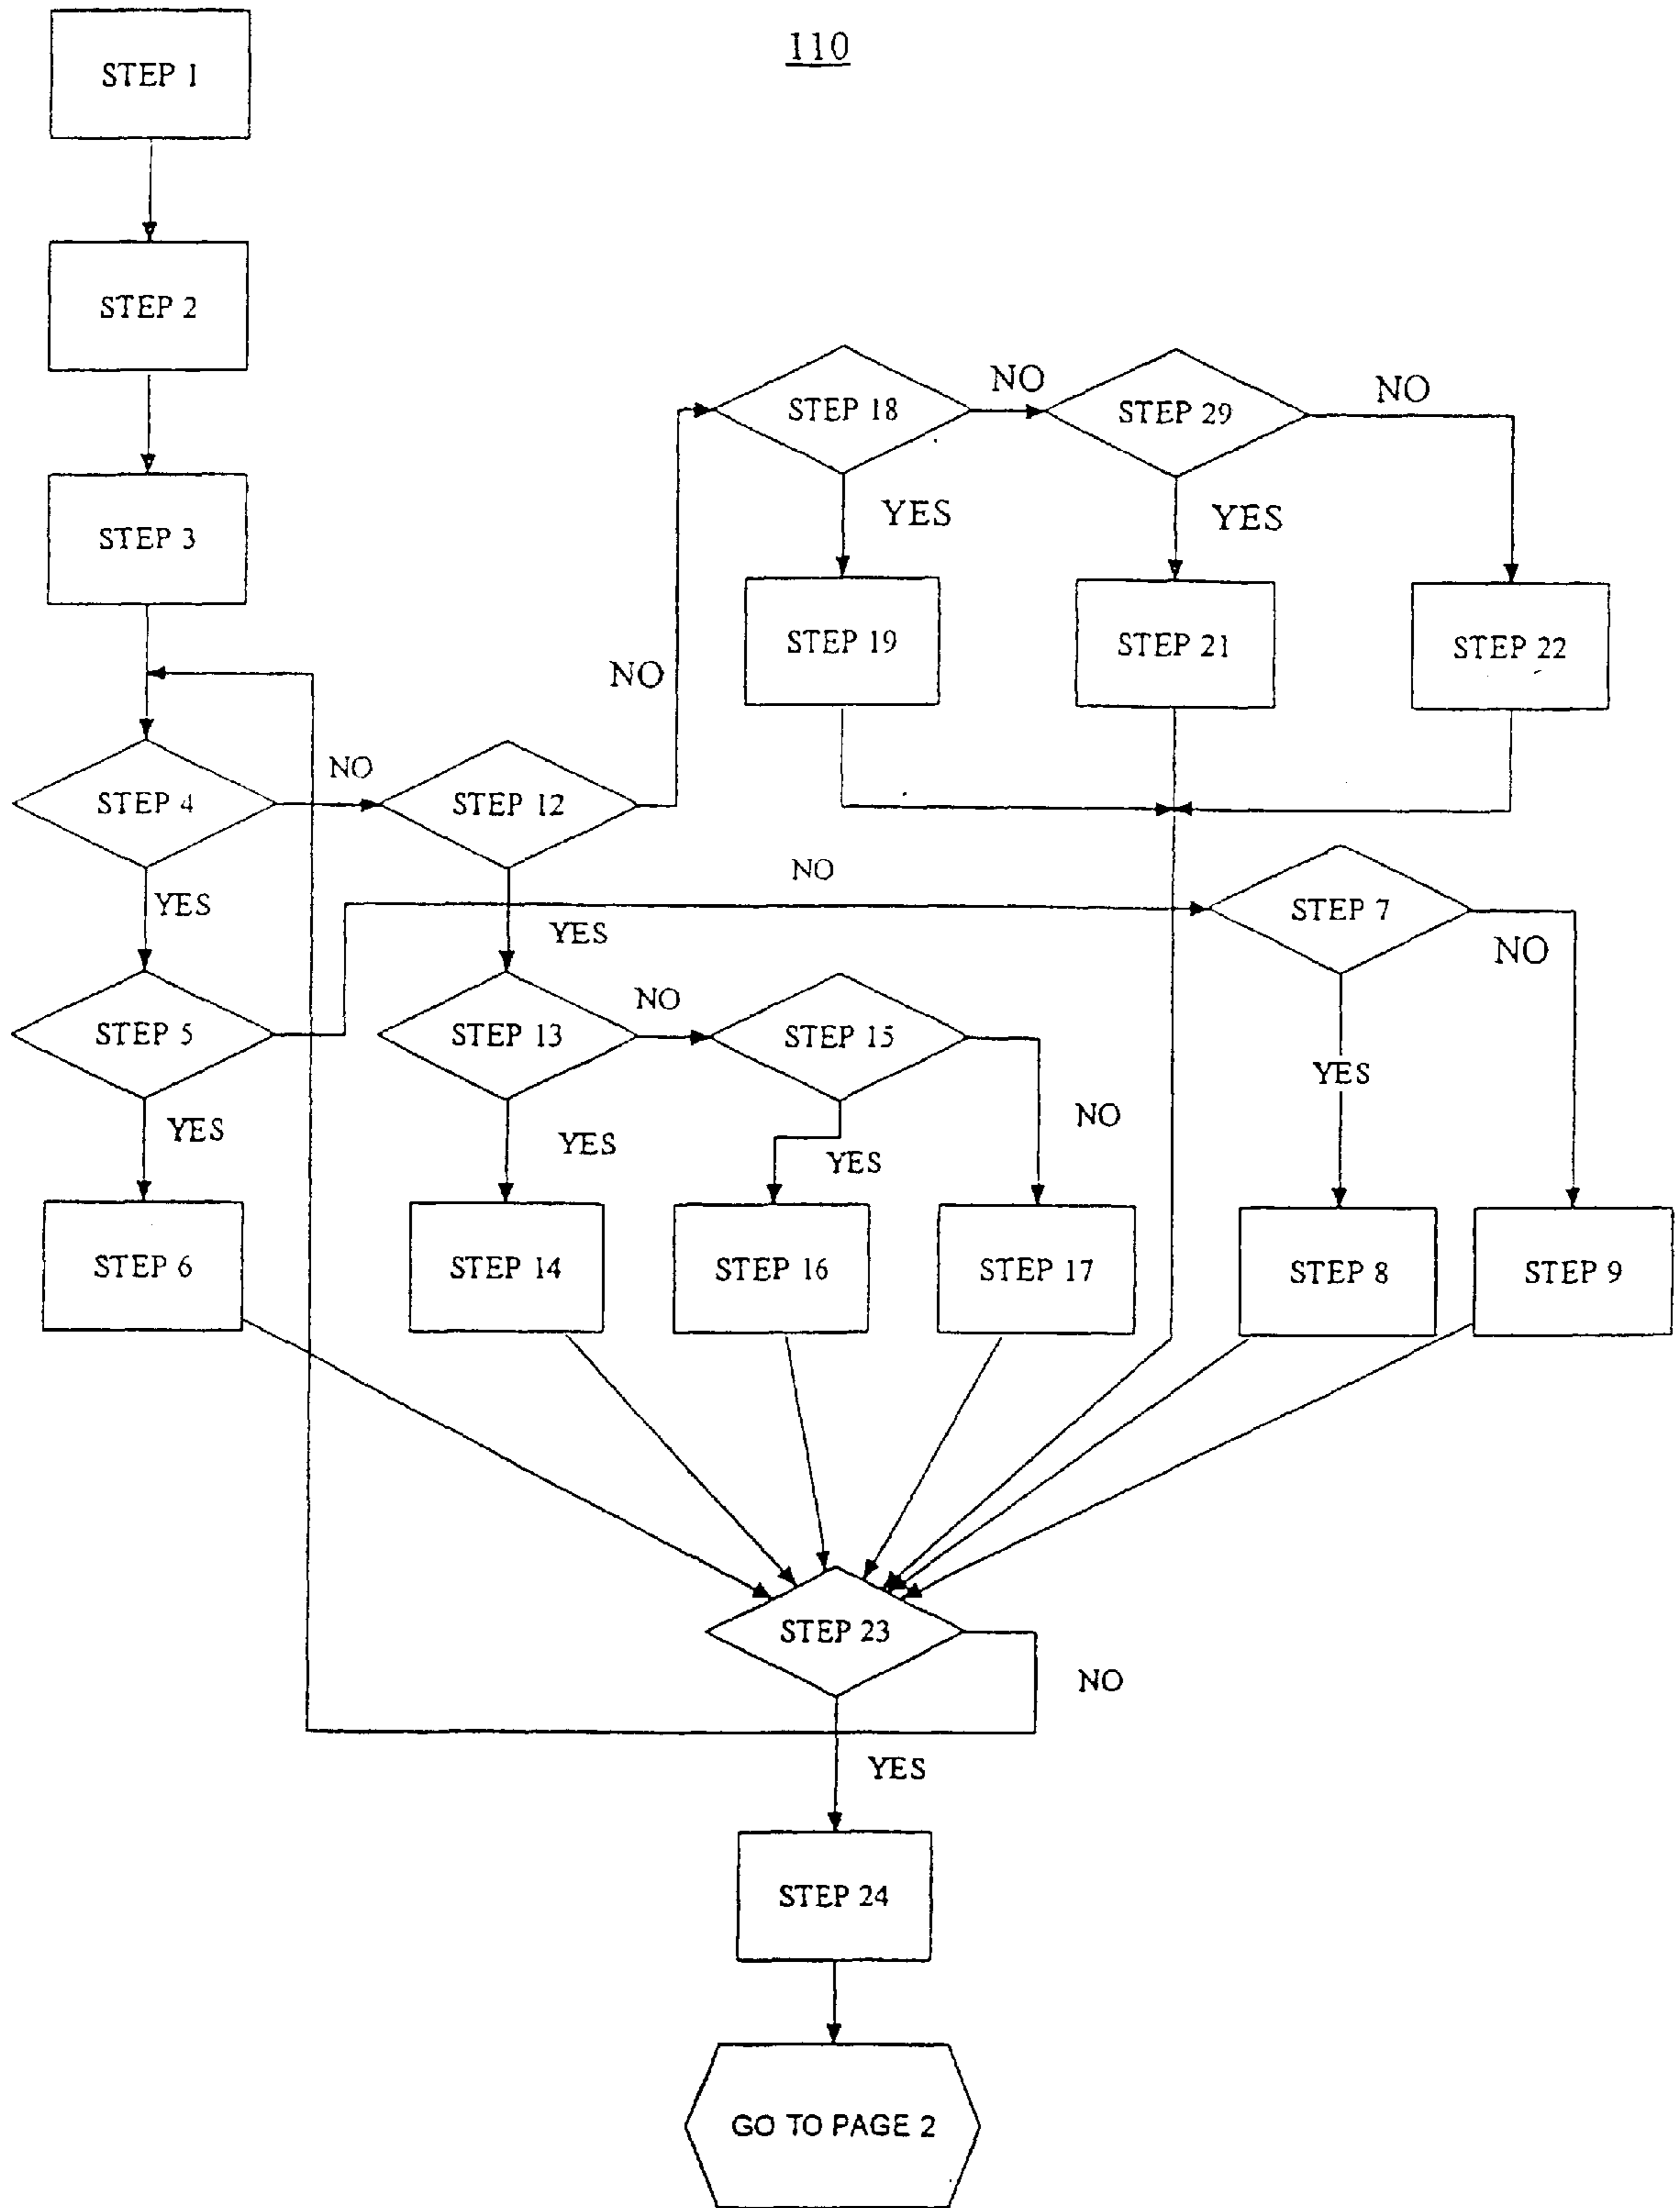 110
STEP 1
STEP 2
STEP 3
STEP 18
NO
STEP 29
NO
YES
YES
STEP 19
STEP 21
STEP 22
NO
STEP 4
NO
STEP 12
YES
NO
YES
STEP 7
NO
STEP 5
STEP 13
NO
STEP 15
YES
YES
YES
YES
NO
STEP 6
STEP 14
STEP 16
STEP 17
STEP 8
STEP 9
STEP 23
NO
YES
STEP 24
GO TO PAGE 2